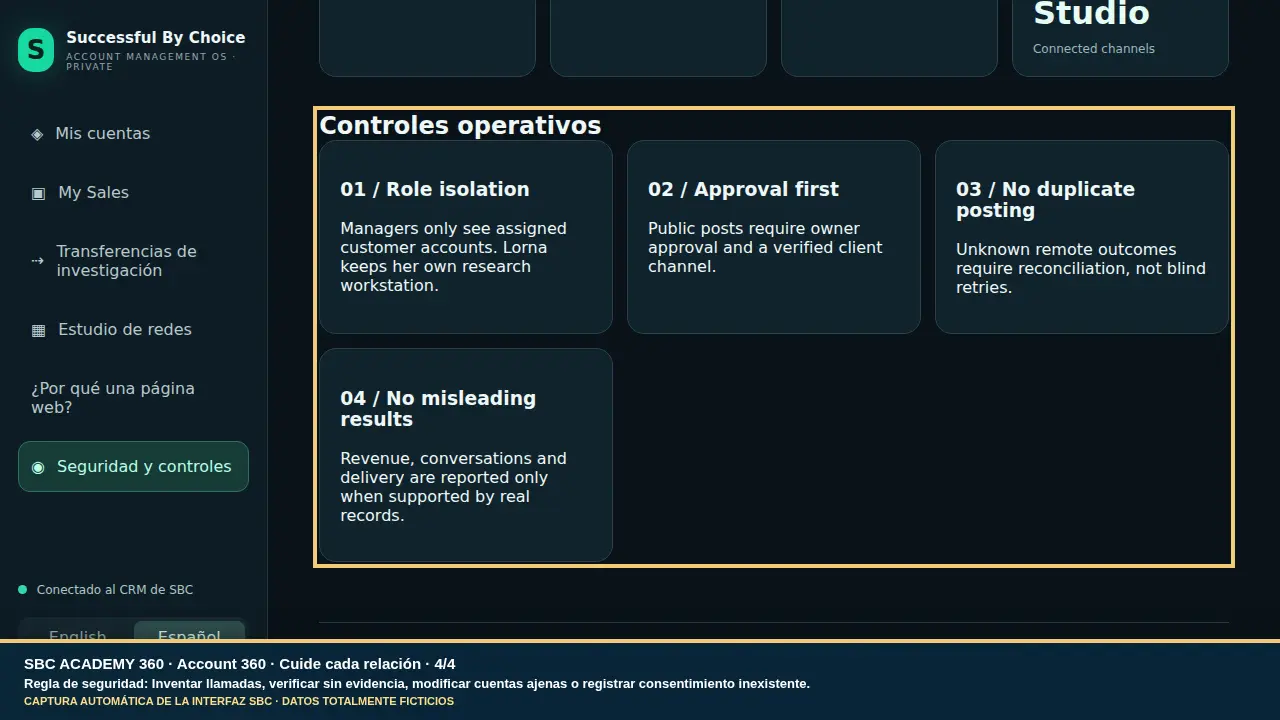 S
Successful By Choice
ACCOUNT MANAGEMENT OS ·
PRIVATE
◈ Mis cuentas
▣ My Sales
⇢ Transferencias de
investigación
▦ Estudio de redes
¿Por qué una página
web?
◉ Seguridad y controles
Conectado al CRM de SBC
English Español
Studio
Connected channels
Controles operativos
01 / Role isolation
Managers only see assigned
customer accounts. Lorna
keeps her own research
workstation.
02 / Approval first
Public posts require owner
approval and a verified client
channel.
03 / No duplicate
posting
Unknown remote outcomes
require reconciliation, not blind
retries.
04 / No misleading
results
Revenue, conversations and
delivery are reported only
when supported by real
records.
SBC ACADEMY 360 · Account 360 · Cuide cada relación · 4/4
Regla de seguridad: Inventar llamadas, verificar sin evidencia, modificar cuentas ajenas o registrar consentimiento inexistente.
CAPTURA AUTOMÁTICA DE LA INTERFAZ SBC · DATOS TOTALMENTE FICTICIOS